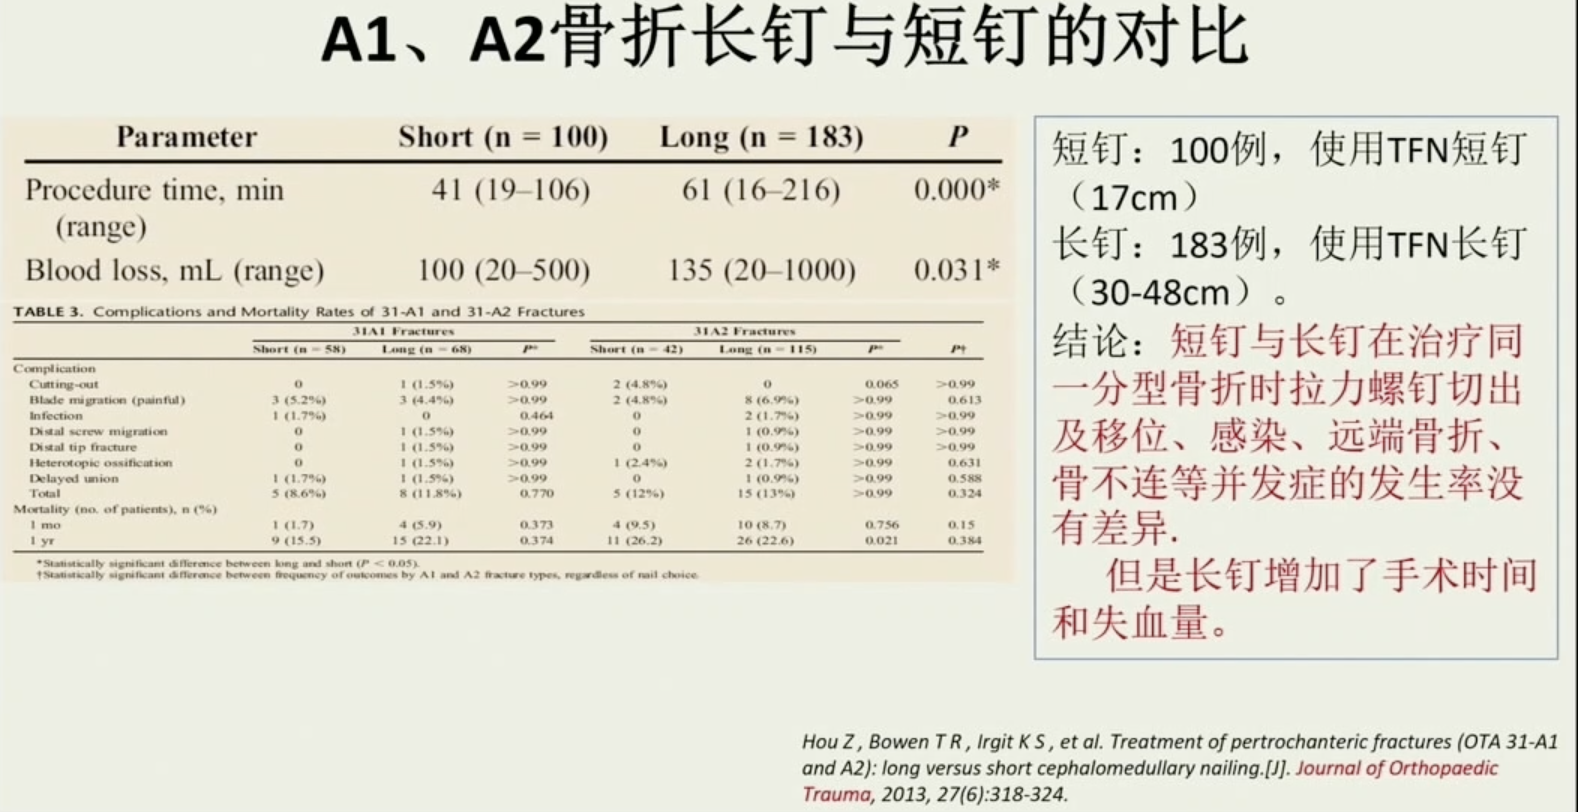 A1、A2骨折长钉与短钉的对比
Parameter Short (n = 100) Long (n = 183) P
Procedure time, min 41 (19–106) 61 (16–216) 0.000*
(range)
Blood loss, mL (range) 100 (20–500) 135 (20–1000) 0.031*
TABLE 3. Complications and Mortality Rates of 31-A1 and 31-A2 Fractures
31A1 Fractures 31A2 Fractures
Short (n = 58) Long (n = 68) P* Short (n = 42) Long (n = 115) P* P†
Complication
Cutting-out 0 1 (1.5%) >0.99 2 (4.8%) 0 0.065 >0.99
Blade migration (painful) 3 (5.2%) 3 (4.4%) >0.99 2 (4.8%) 8 (6.9%) >0.99 0.613
Infection 1 (1.7%) 0 0.464 0 2 (1.7%) >0.99 >0.99
Distal screw migration 0 1 (1.5%) >0.99 0 1 (0.9%) >0.99 >0.99
Distal tip fracture 0 1 (1.5%) >0.99 0 1 (0.9%) >0.99 >0.99
Heterotopic ossification 0 1 (1.5%) >0.99 1 (2.4%) 2 (1.7%) >0.99 0.631
Delayed union 1 (1.7%) 1 (1.5%) >0.99 0 1 (0.9%) >0.99 0.588
Total 5 (8.6%) 8 (11.8%) 0.770 5 (12%) 15 (13%) >0.99 0.324
Mortality (no. of patients), n (%)
1 mo 1 (1.7) 4 (5.9) 0.373 4 (9.5) 10 (8.7) 0.756 0.15
1 yr 9 (15.5) 15 (22.1) 0.374 11 (26.2) 26 (22.6) 0.021 0.384
*Statistically significant difference between long and short (P < 0.05).
†Statistically significant difference between frequency of outcomes by A1 and A2 fracture types, regardless of nail choice.
短钉：100例，使用TFN短钉
（17cm）
长钉：183例，使用TFN长钉
（30-48cm）。
结论：短钉与长钉在治疗同
一分型骨折时拉力螺钉切出
及移位、感染、远端骨折、
骨不连等并发症的发生率没
有差异.
但是长钉增加了手术时间
和失血量。
Hou Z , Bowen T R , Irgit K S , et al. Treatment of pertrochanteric fractures (OTA 31-A1
and A2): long versus short cephalomedullary nailing.[J]. Journal of Orthopaedic
Trauma, 2013, 27(6):318-324.